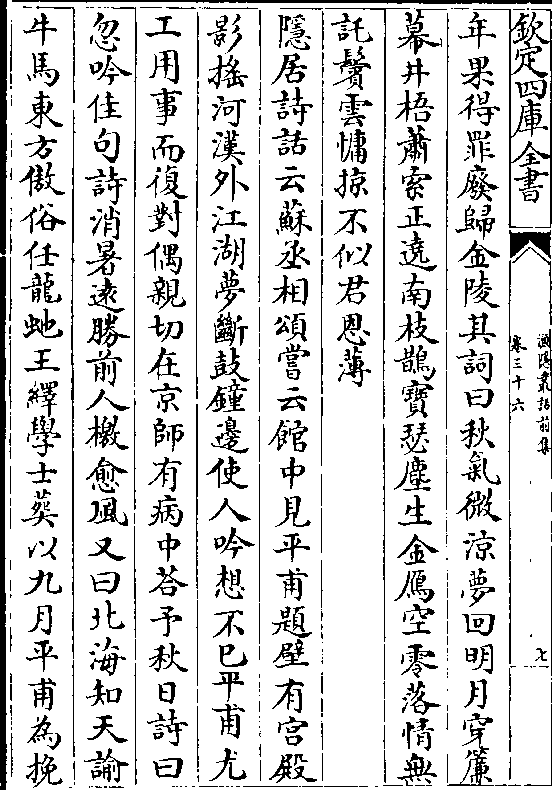 欽定四庫全書
漁隱叢話前集
卷三十六
七
年果得罪廢歸金陵其詞曰秋氣微涼夢回明月穿簾
幕井梧蕭索正遶南枝鵲寶瑟塵生金鴈空零落情無
託鬢雲慵掠不似君恩薄
隱居詩話云蘇丞相頌嘗云館中見平甫題壁有宮殿
影搖河漢外江湖夢斷鼓鐘邊使人吟想不已平甫尤
工用事而復對偶親切在京師有病中荅予秋日詩曰
忽吟佳句詩消暑遠勝前人檄愈風又曰北海知天諭
牛馬東方傲俗任龍虵王繹學士葬以九月平甫為挽